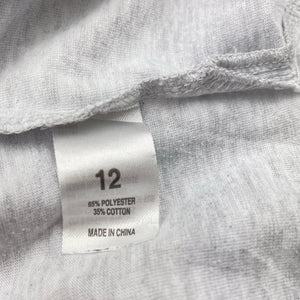 12
65% POLYESTER
35% COTTON
MADE IN CHINA